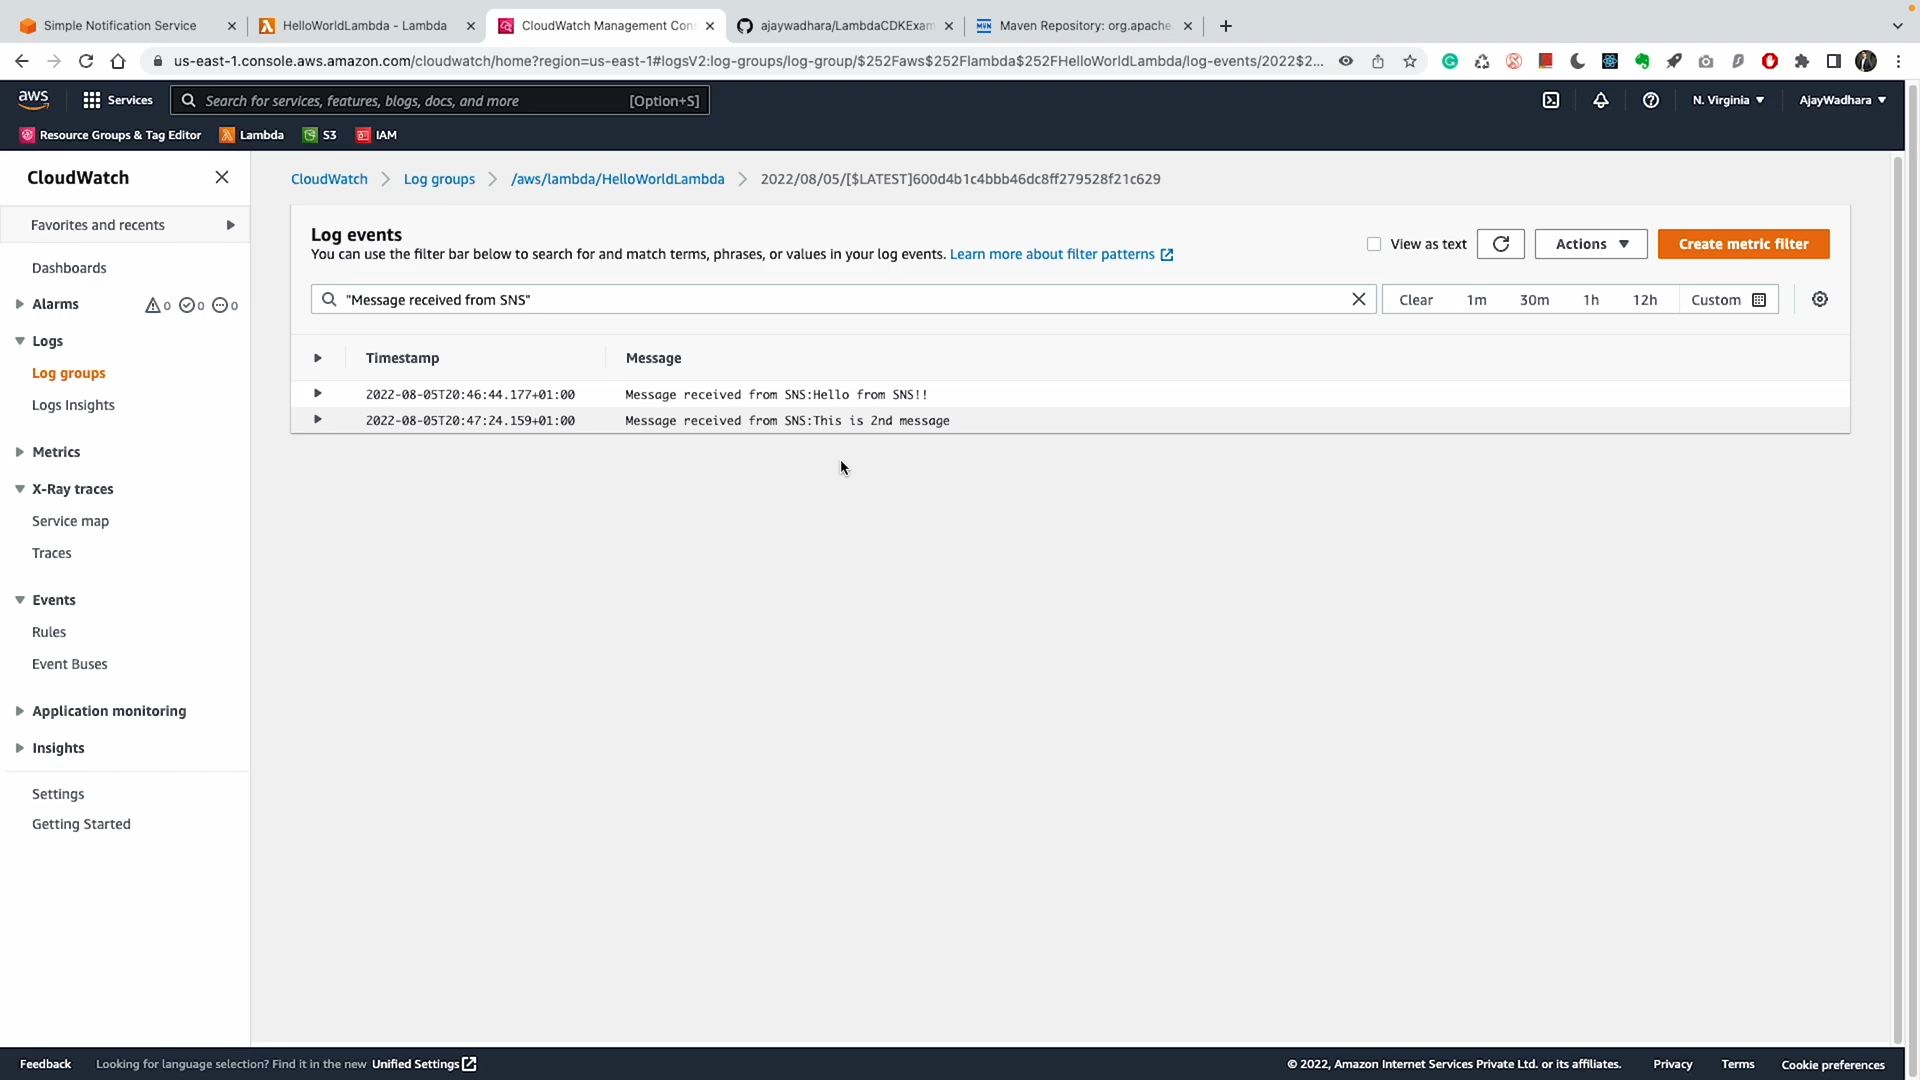 Simple Notification Service
HelloWorldLambda - Lambda
CloudWatch Management Con
ajaywadhara/LambdaCDKExam
Maven Repository: org.apache.
us-east-1.console.aws.amazon.com/cloudwatch/home?region=us-east-1#logsV2:log-groups/log-group/$252Faws$252Flambda$252FHelloWorldLambda/log-events/2022$2...
aws
Services
Search for services, features, blogs, docs, and more
[Option+S]
N. Virginia
AjayWadhara
Resource Groups & Tag Editor
Lambda
S3
IAM
CloudWatch
Favorites and recents
Dashboards
Alarms
0
0
0
Logs
Log groups
Logs Insights
Metrics
X-Ray traces
Service map
Traces
Events
Rules
Event Buses
Application monitoring
Insights
Settings
Getting Started
CloudWatch
Log groups
/aws/lambda/HelloWorldLambda
2022/08/05/[$LATEST]600d4b1c4bbb46dc8ff279528f21c629
Log events
You can use the filter bar below to search for and match terms, phrases, or values in your log events. Learn more about filter patterns
View as text
Actions
Create metric filter
"Message received from SNS"
Clear
1m
30m
1h
12h
Custom
Timestamp
Message
2022-08-05T20:46:44.177+01:00
Message received from SNS:Hello from SNS!!
2022-08-05T20:47:24.159+01:00
Message received from SNS:This is 2nd message
Feedback
Looking for language selection? Find it in the new Unified Settings
© 2022, Amazon Internet Services Private Ltd. or its affiliates.
Privacy
Terms
Cookie preferences